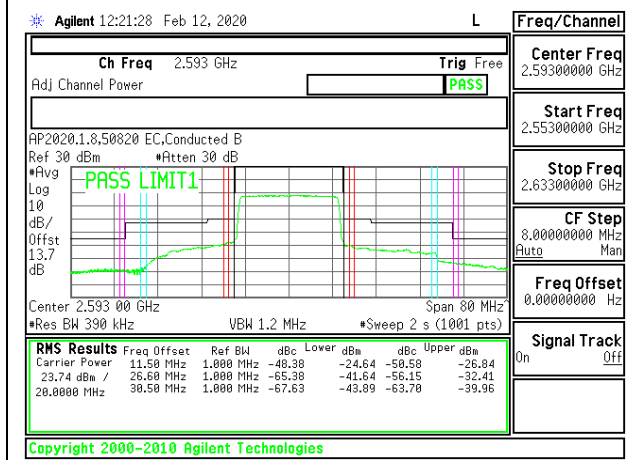 Agilent 12:21:28 Feb 12, 2020 L
Ch Freq 2.593 GHz Trig Free
Adj Channel Power PASS
AP2020.1.8,50820 EC,Conducted B
Ref 30 dBm #Atten 30 dB
#Avg
Log
10
dB/
Offst
13.7
dB
PASS LIMIT1
Center 2.593 00 GHz Span 80 MHz
#Res BW 390 kHz VBW 1.2 MHz #Sweep 2 s (1001 pts)
RMS Results Freq Offset Ref BW dBc Lower dBm dBc Upper dBm
Carrier Power 11.50 MHz 1.000 MHz -48.38 -24.64 -50.58 -26.84
23.74 dBm / 26.60 MHz 1.000 MHz -65.38 -41.64 -56.15 -32.41
20.0000 MHz 30.50 MHz 1.000 MHz -67.63 -43.89 -63.70 -39.96
Copyright 2000-2010 Agilent Technologies
Freq/Channel
Center Freq
2.59300000 GHz
Start Freq
2.55300000 GHz
Stop Freq
2.63300000 GHz
CF Step
8.00000000 MHz
Auto Man
Freq Offset
0.00000000 Hz
Signal Track
On Off